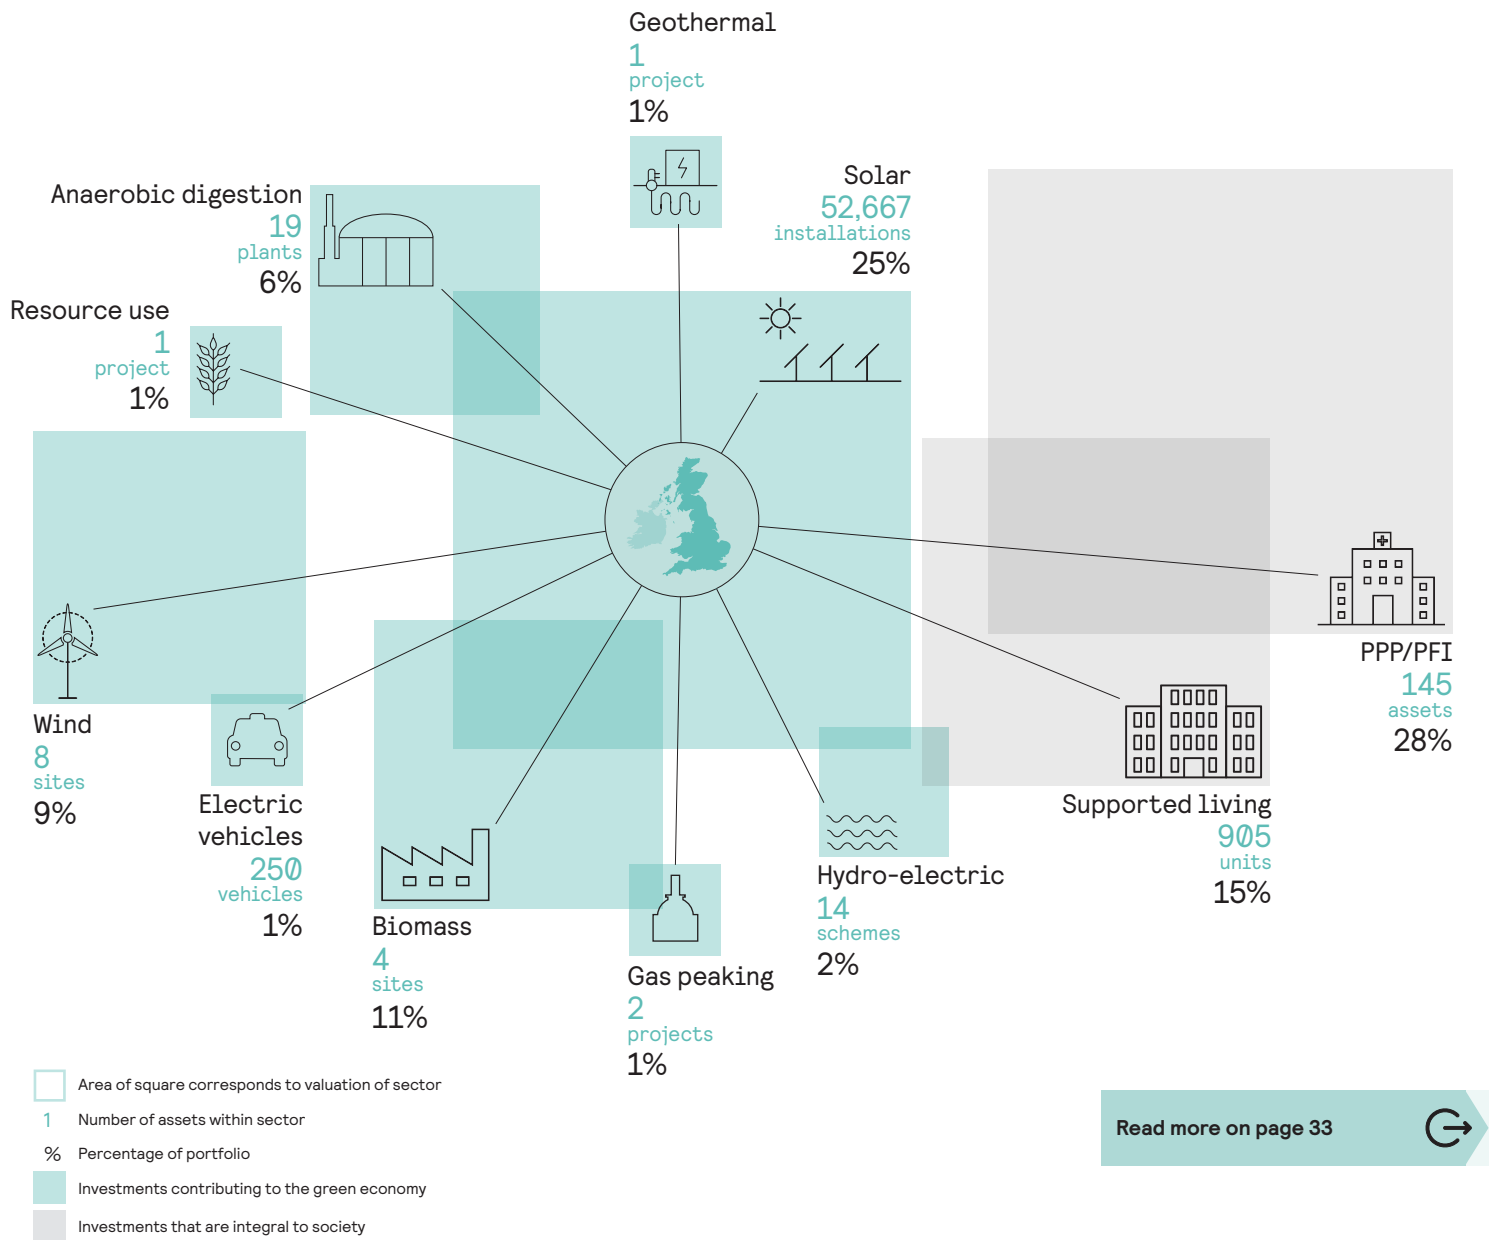 Geothermal
1
project
1%
Solar
52,667
installations
25%
Anaerobic digestion
19
plants
6%
Resource use
1
project
1%
Wind
8
sites
9%
Electric
vehicles
250
vehicles
1%
Biomass
4
sites
11%
Gas peaking
2
projects
1%
Hydro-electric
14
schemes
2%
Supported living
905
units
15%
PPP/PFI
145
assets
28%
Area of square corresponds to valuation of sector
1 Number of assets within sector
% Percentage of portfolio
Investments contributing to the green economy
Investments that are integral to society
Read more on page 33